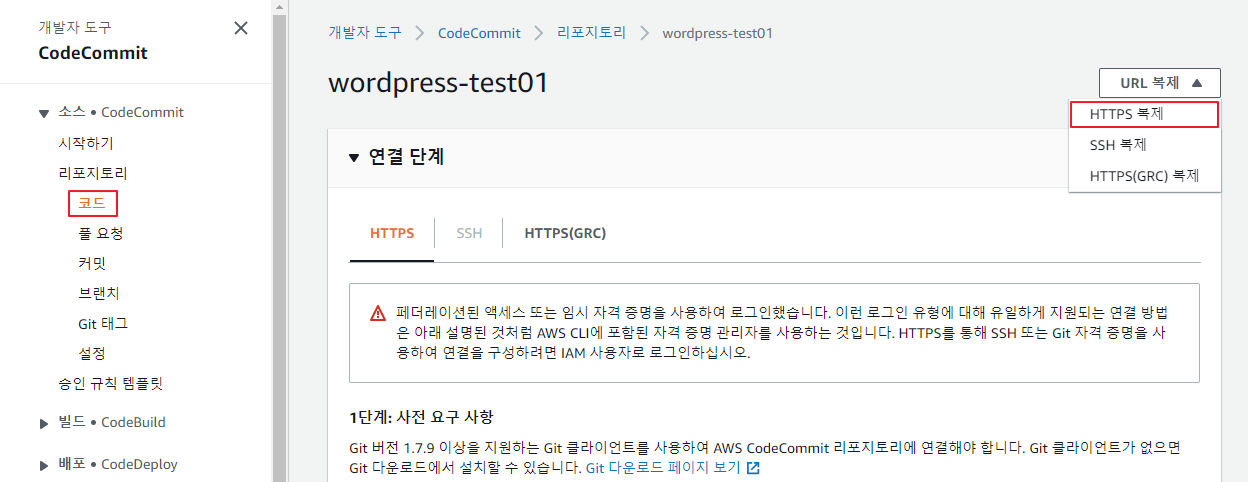 개발자 도구
CodeCommit
소스 • CodeCommit
시작하기
리포지토리
코드
풀 요청
커밋
브랜치
Git 태그
설정
승인 규칙 템플릿
빌드 • CodeBuild
배포 • CodeDeploy
개발자 도구 > CodeCommit > 리포지토리 > wordpress-test01
wordpress-test01
URL 복제
HTTPS 복제
SSH 복제
HTTPS(GRC) 복제
연결 단계
HTTPS
SSH
HTTPS(GRC)
페더레이션된 액세스 또는 임시 자격 증명을 사용하여 로그인했습니다. 이런 로그인 유형에 대해 유일하게 지원되는 연결 방법
은 아래 설명된 것처럼 AWS CLI에 포함된 자격 증명 관리자를 사용하는 것입니다. HTTPS를 통해 SSH 또는 Git 자격 증명을 사
용하여 연결을 구성하려면 IAM 사용자로 로그인하십시오.
1단계: 사전 요구 사항
Git 버전 1.7.9 이상을 지원하는 Git 클라이언트를 사용하여 AWS CodeCommit 리포지토리에 연결해야 합니다. Git 클라이언트가 없으면
Git 다운로드에서 설치할 수 있습니다. Git 다운로드 페이지 보기